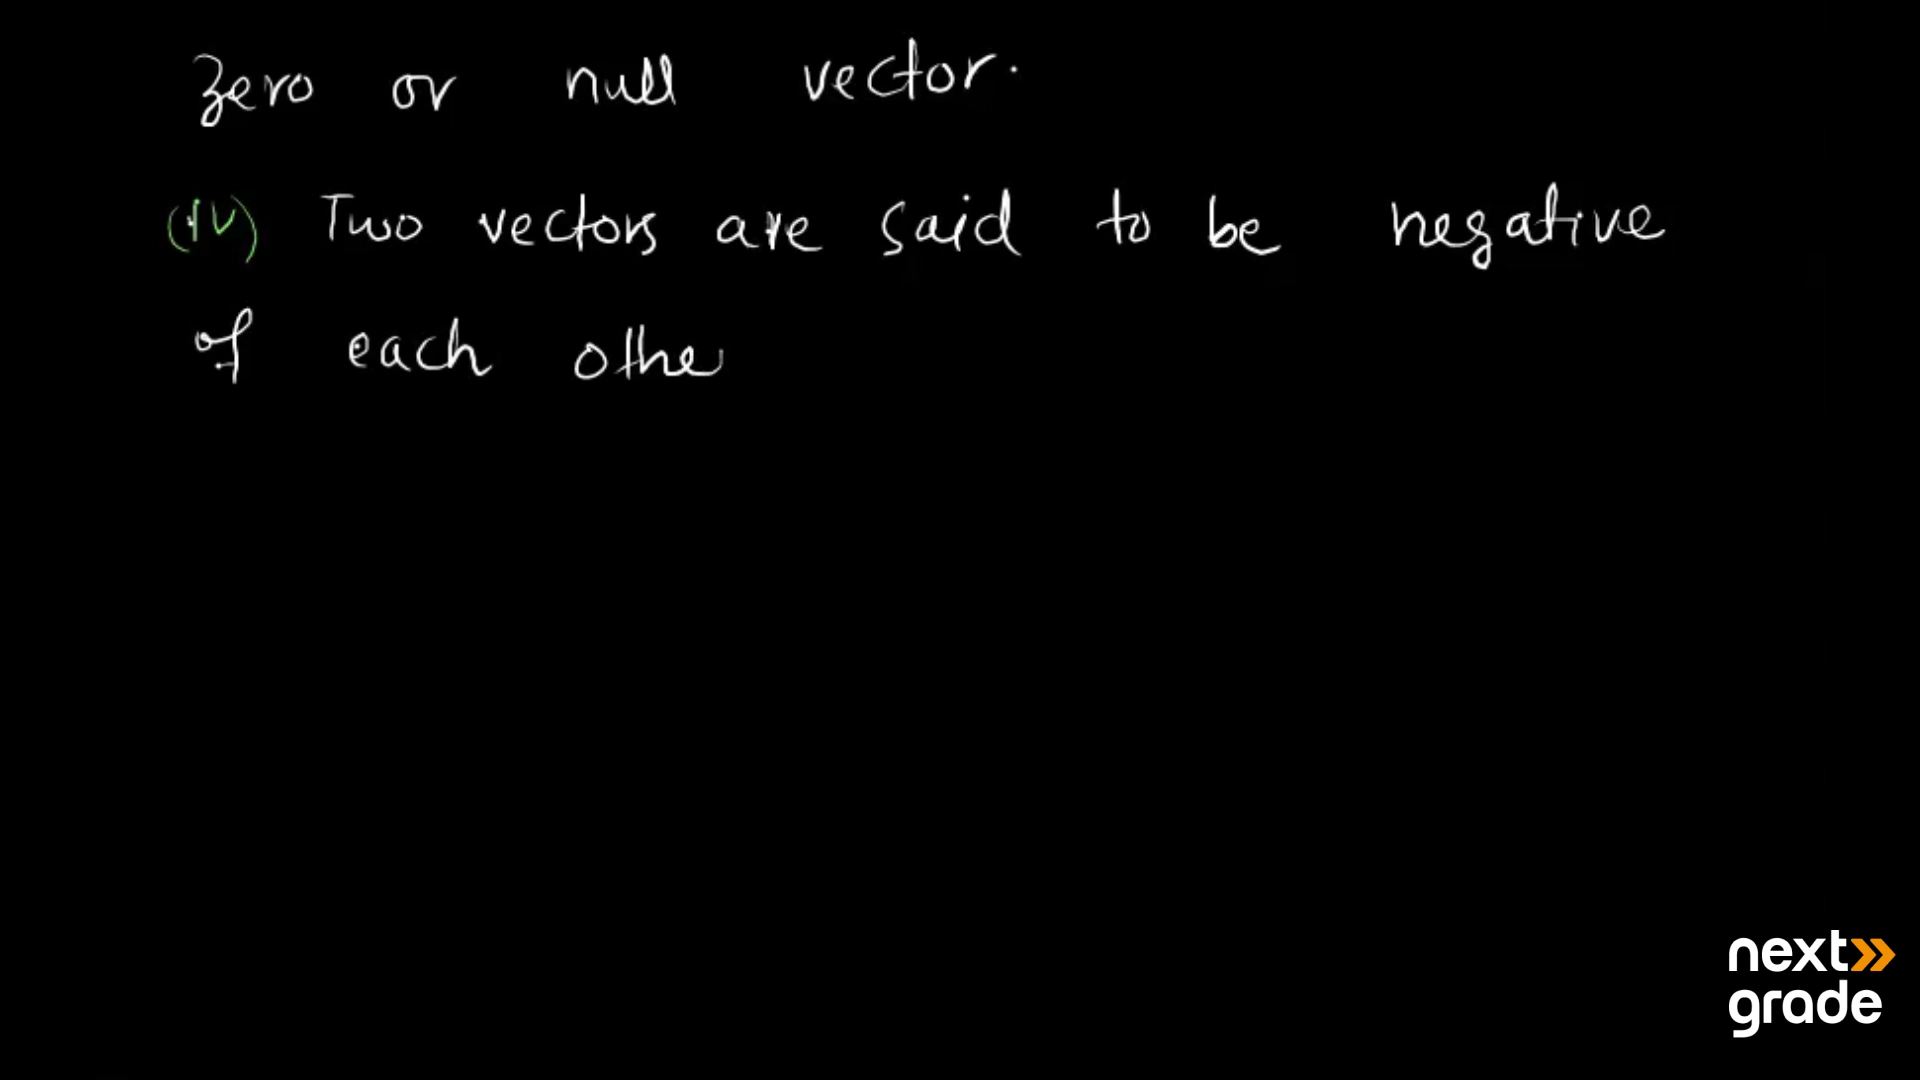 zero or null vector.
(iv) Two vectors are said to be negative
of each othe
next
grade